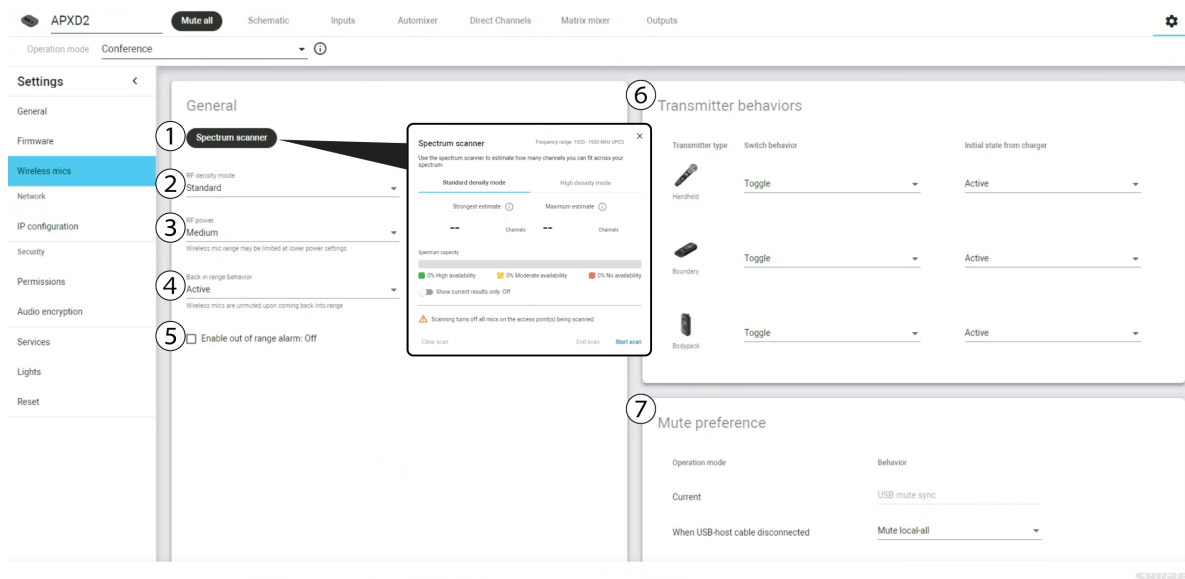 APXD2
Mute all
Schematic
Inputs
Automixer
Direct Channels
Matrix mixer
Outputs
Operation mode Conference
Settings
General
Firmware
Wireless mics
Network
IP configuration
Security
Permissions
Audio encryption
Services
Lights
Reset
General
1
Spectrum scanner
2
RF density mode
Standard
3
RF power
Medium
Wireless mic range may be limited at lower power settings
4
Back in range behavior
Active
Wireless mics are unmuted upon coming back into range
5
Enable out of range alarm: Off
Spectrum scanner
Frequency range: 1920 - 1930 MHz UPCS
Use the spectrum scanner to estimate how many channels you can fit across your
spectrum.
Standard density mode
High density mode
Strongest estimate
Maximum estimate
-- Channels
-- Channels
Spectrum capacity
0% High availability
0% Moderate availability
0% No availability
Show current results only: Off
Scanning turns off all mics on the access point(s) being scanned.
Clear scan
End scan
Start scan
6
Transmitter behaviors
Transmitter type
Switch behavior
Initial state from charger
Handheld
Toggle
Active
Boundary
Toggle
Active
Bodypack
Toggle
Active
7
Mute preference
Operation mode
Behavior
Current
USB mute sync
When USB-host cable disconnected
Mute local-all
SHURE